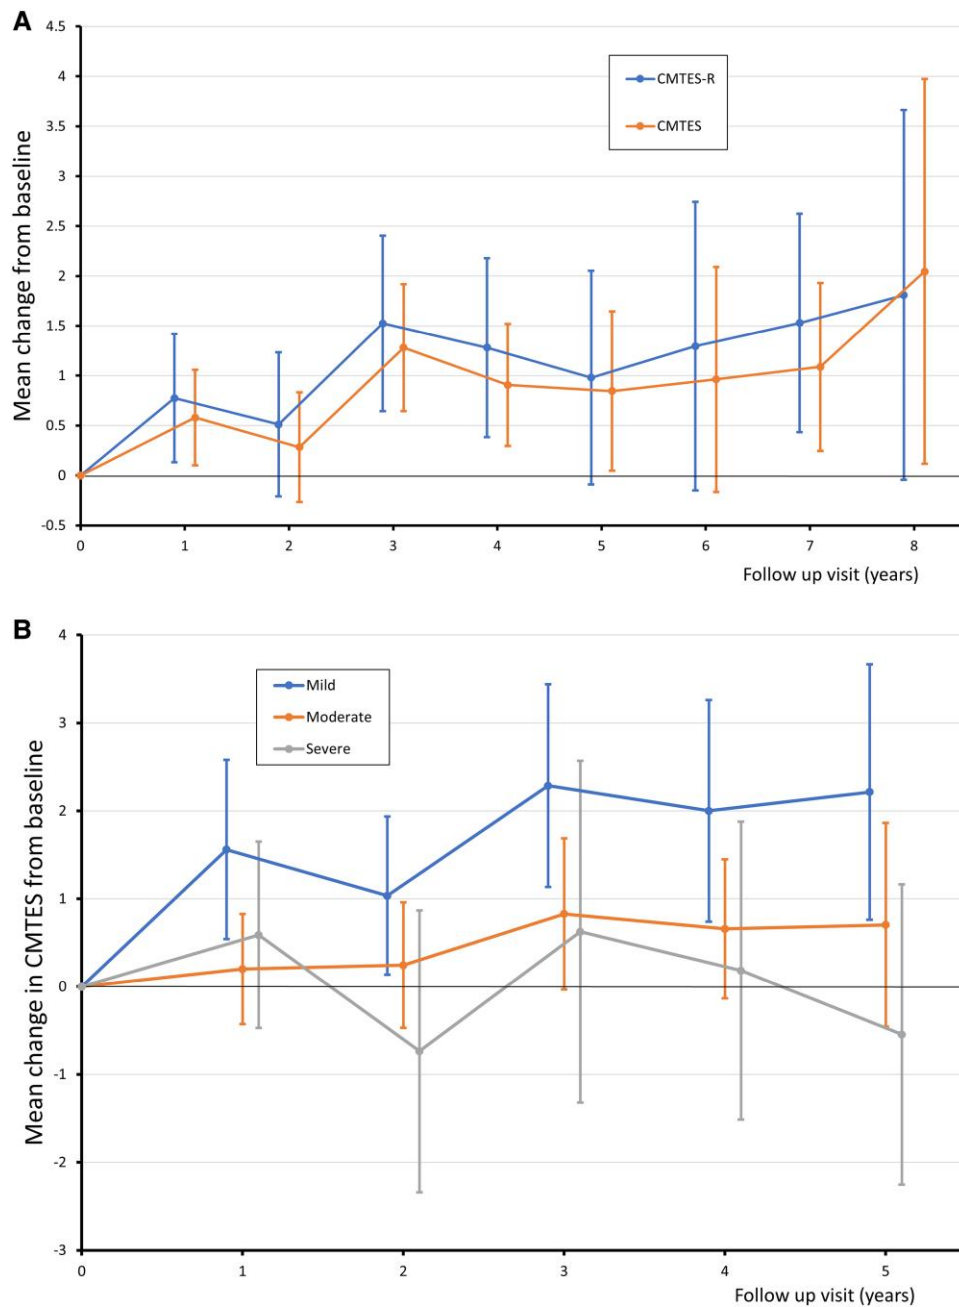 A
4.5
4
3.5
3
2.5
2
1.5
1
0.5
0
-0.5
Mean change from baseline
CMTES-R
CMTES
0 1 2 3 4 5 6 7 8
Follow up visit (years)
B
4
3
2
1
0
-1
-2
-3
Mean change in CMTES from baseline
Mild
Moderate
Severe
0 1 2 3 4 5
Follow up visit (years)